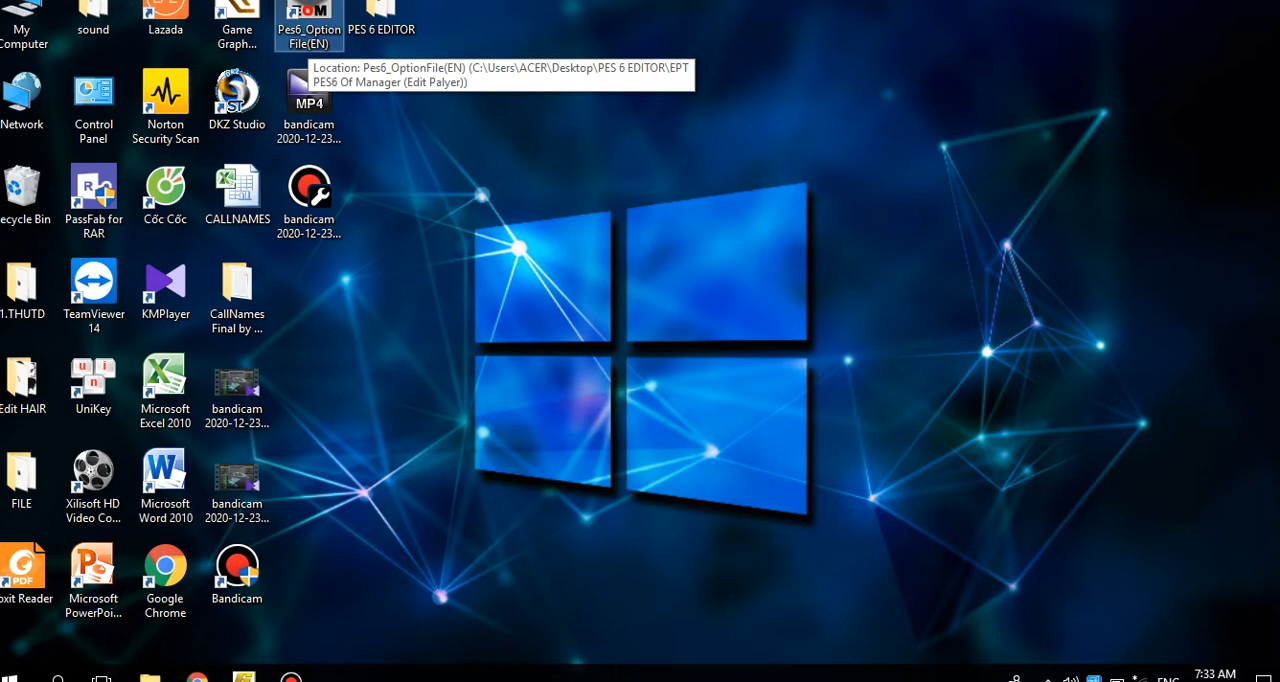 My
Computer
sound
Lazada
Game
Graph...
Pes6_Option
File(EN)
PES 6 EDITOR
Location: Pes6_OptionFile(EN) (C:\Users\ACER\Desktop\PES 6 EDITOR\EPT
PES6 Of Manager (Edit Palyer))
Network
Control
Panel
Norton
Security Scan
DKZ Studio
MP4
bandicam
2020-12-23...
ecycle Bin
PassFab for
RAR
Cốc Cốc
CALLNAMES
bandicam
2020-12-23...
1.THUTD
TeamViewer
14
KMPlayer
CallNames
Final by ...
Edit HAIR
UniKey
Microsoft
Excel 2010
bandicam
2020-12-23...
FILE
Xilisoft HD
Video Co...
Microsoft
Word 2010
bandicam
2020-12-23...
PDF
oxit Reader
Microsoft
PowerPoi...
Google
Chrome
Bandicam
ENG
7:33 AM